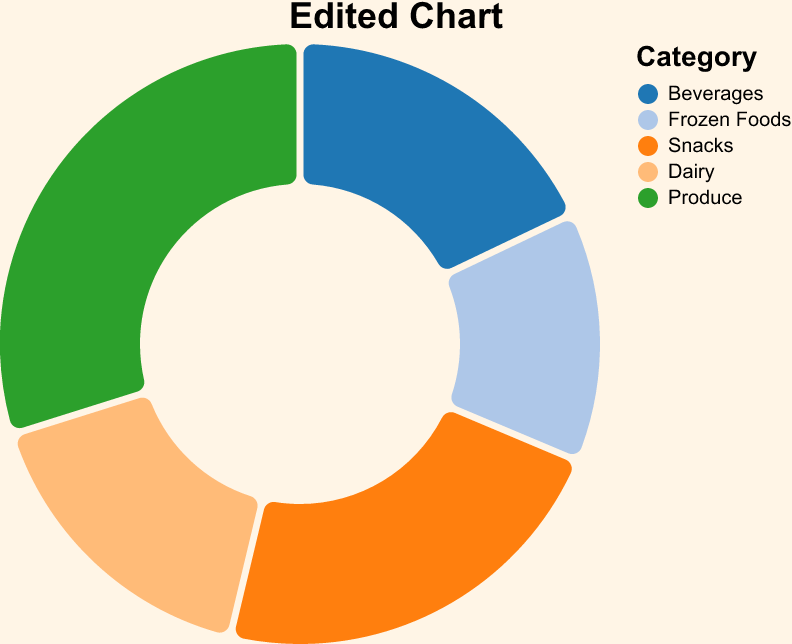 Edited Chart
Category
Beverages
Frozen Foods
Snacks
Dairy
Produce